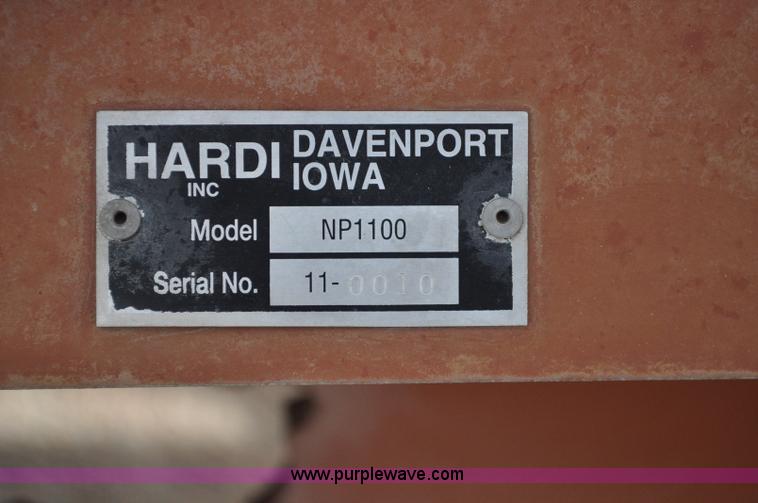 HARDI INC
DAVENPORT
IOWA
Model NP1100
Serial No. 11-0010
www.purplewave.com